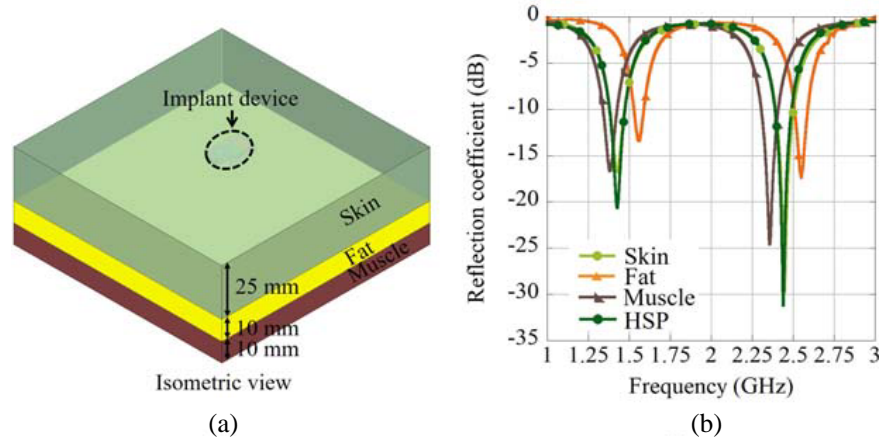 Implant device
Skin
Fat
Muscle
25 mm
10 mm
10 mm
Isometric view
(a)
Reflection coefficient (dB)
0
-5
-10
-15
-20
-25
-30
-35
Skin
Fat
Muscle
HSP
1 1.25 1.5 1.75 2 2.25 2.5 2.75 3
Frequency (GHz)
(b)